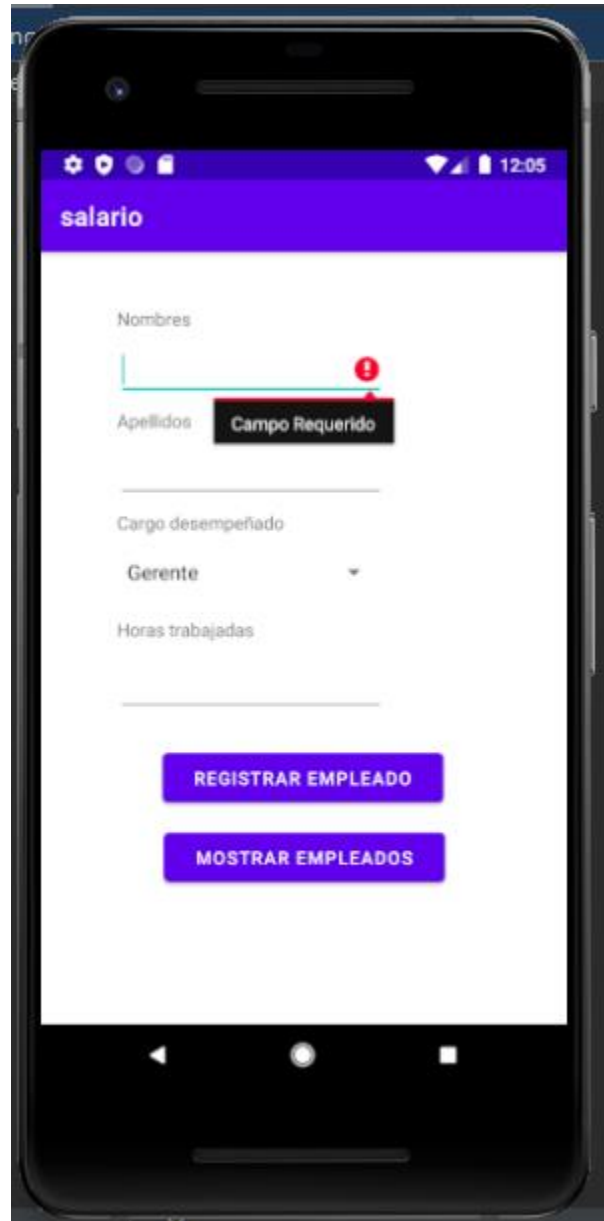 12:05
salario
Nombres
Apellidos
Campo Requerido
Cargo desempeñado
Gerente
Horas trabajadas
REGISTRAR EMPLEADO
MOSTRAR EMPLEADOS